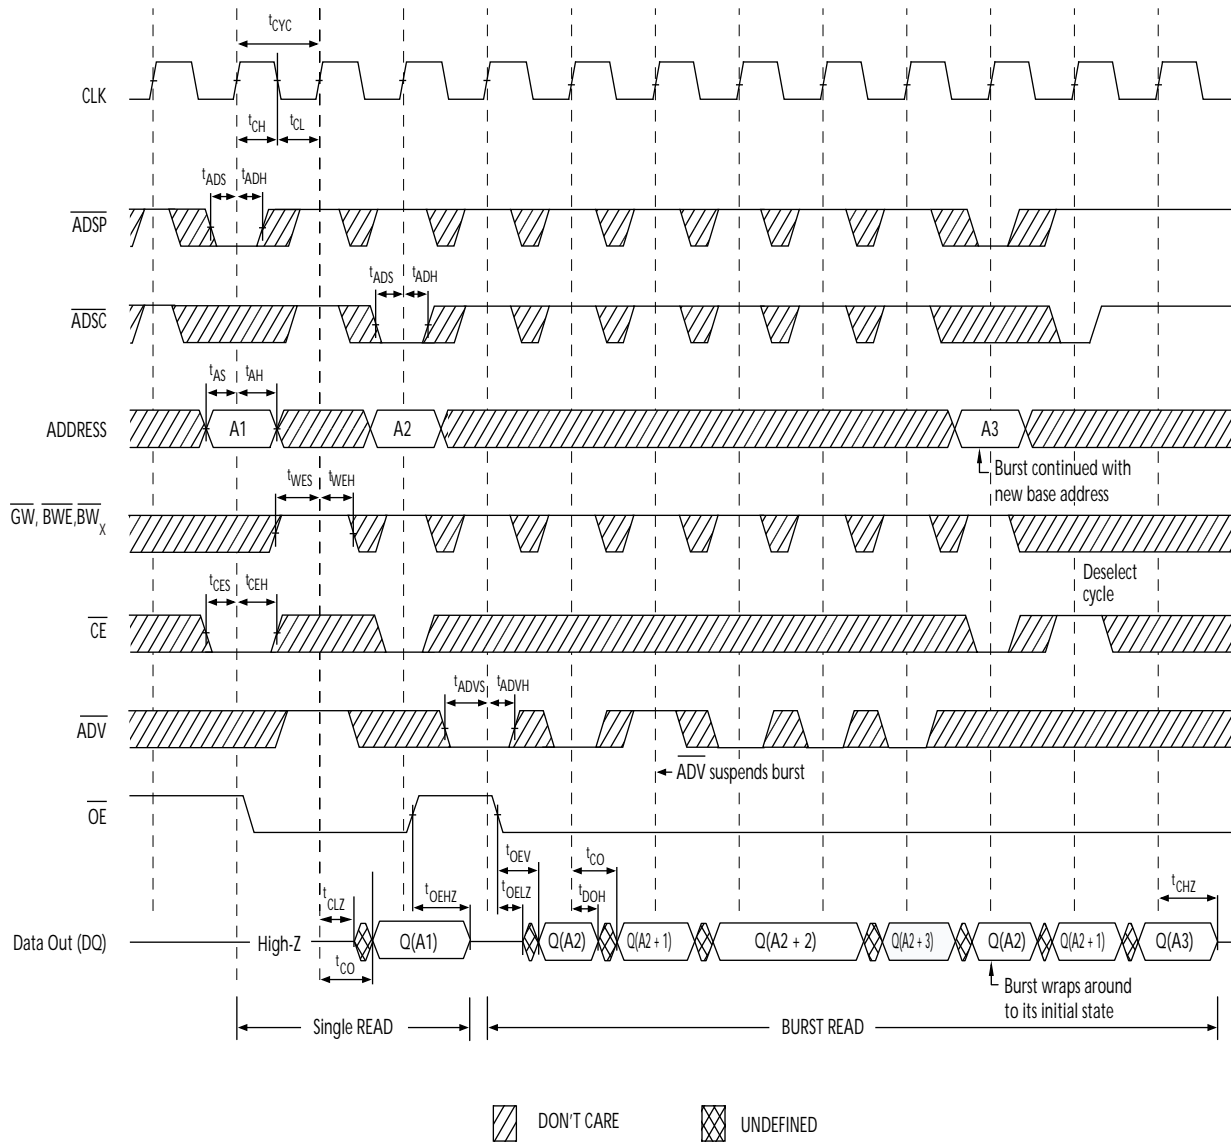 tCYC
CLK
tCH
tCL
tADS
tADH
ADSP
tADS
tADH
ADSC
tAS
tAH
ADDRESS
A1
A2
A3
Burst continued with
new base address
tWES
tWEH
GW, BWE,BWX
Deselect
cycle
tCES
tCEH
CE
tADVS
tADVH
ADV
ADV suspends burst
OE
tOEV
tCO
tCLZ
tOEHZ
tOELZ
tDOH
tCHZ
Data Out (DQ)
High-Z
Q(A1)
Q(A2)
Q(A2 + 1)
Q(A2 + 2)
Q(A2 + 3)
Q(A2)
Q(A2 + 1)
Q(A3)
tCO
Burst wraps around
to its initial state
Single READ
BURST READ
DON'T CARE
UNDEFINED